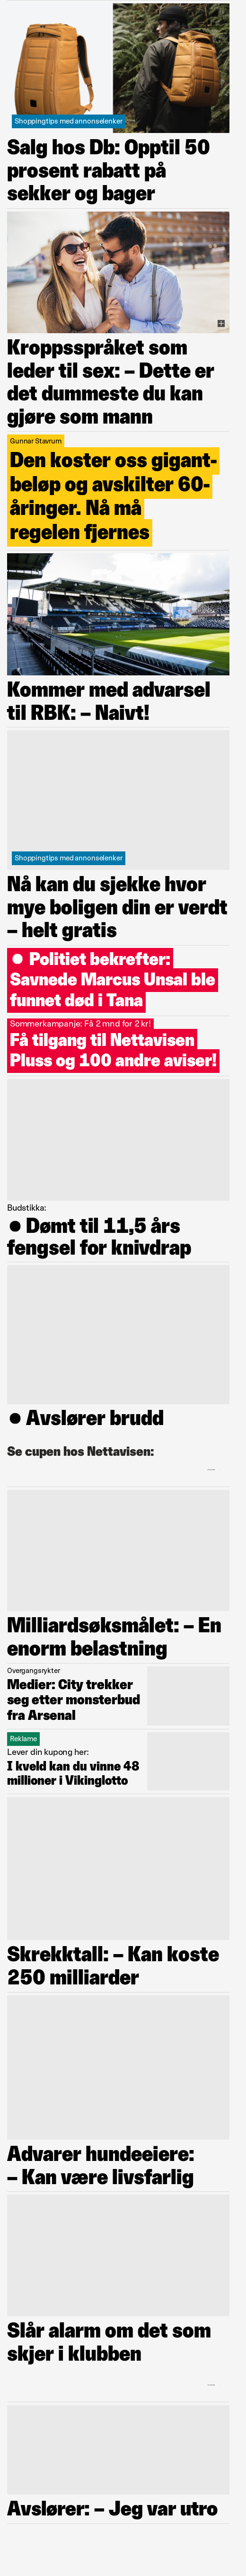 Shoppingtips med annonselenker
Salg hos Db: Opptil 50
prosent rabatt på
sekker og bager
Kroppsspråket som
leder til sex: – Dette er
det dummeste du kan
gjøre som mann
Gunnar Stavrum
Den koster oss gigant-
beløp og avskilter 60-
åringer. Nå må
regelen fjernes
Kommer med advarsel
til RBK: – Naivt!
Shoppingtips med annonselenker
Nå kan du sjekke hvor
mye boligen din er verdt
– helt gratis
● Politiet bekrefter:
Savnede Marcus Unsal ble
funnet død i Tana
Sommerkampanje: Få 2 mnd for 2 kr!
Få tilgang til Nettavisen
Pluss og 100 andre aviser!
Budstikka:
● Dømt til 11,5 års
fengsel for knivdrap
● Avslører brudd
Se cupen hos Nettavisen:
Milliardsøksmålet: – En
enorm belastning
Overgangsrykter
Medier: City trekker
seg etter monsterbud
fra Arsenal
Reklame
Lever din kupong her:
I kveld kan du vinne 48
millioner i Vikinglotto
Skrekktall: – Kan koste
250 milliarder
Advarer hundeeiere:
– Kan være livsfarlig
Slår alarm om det som
skjer i klubben
Avslører: – Jeg var utro